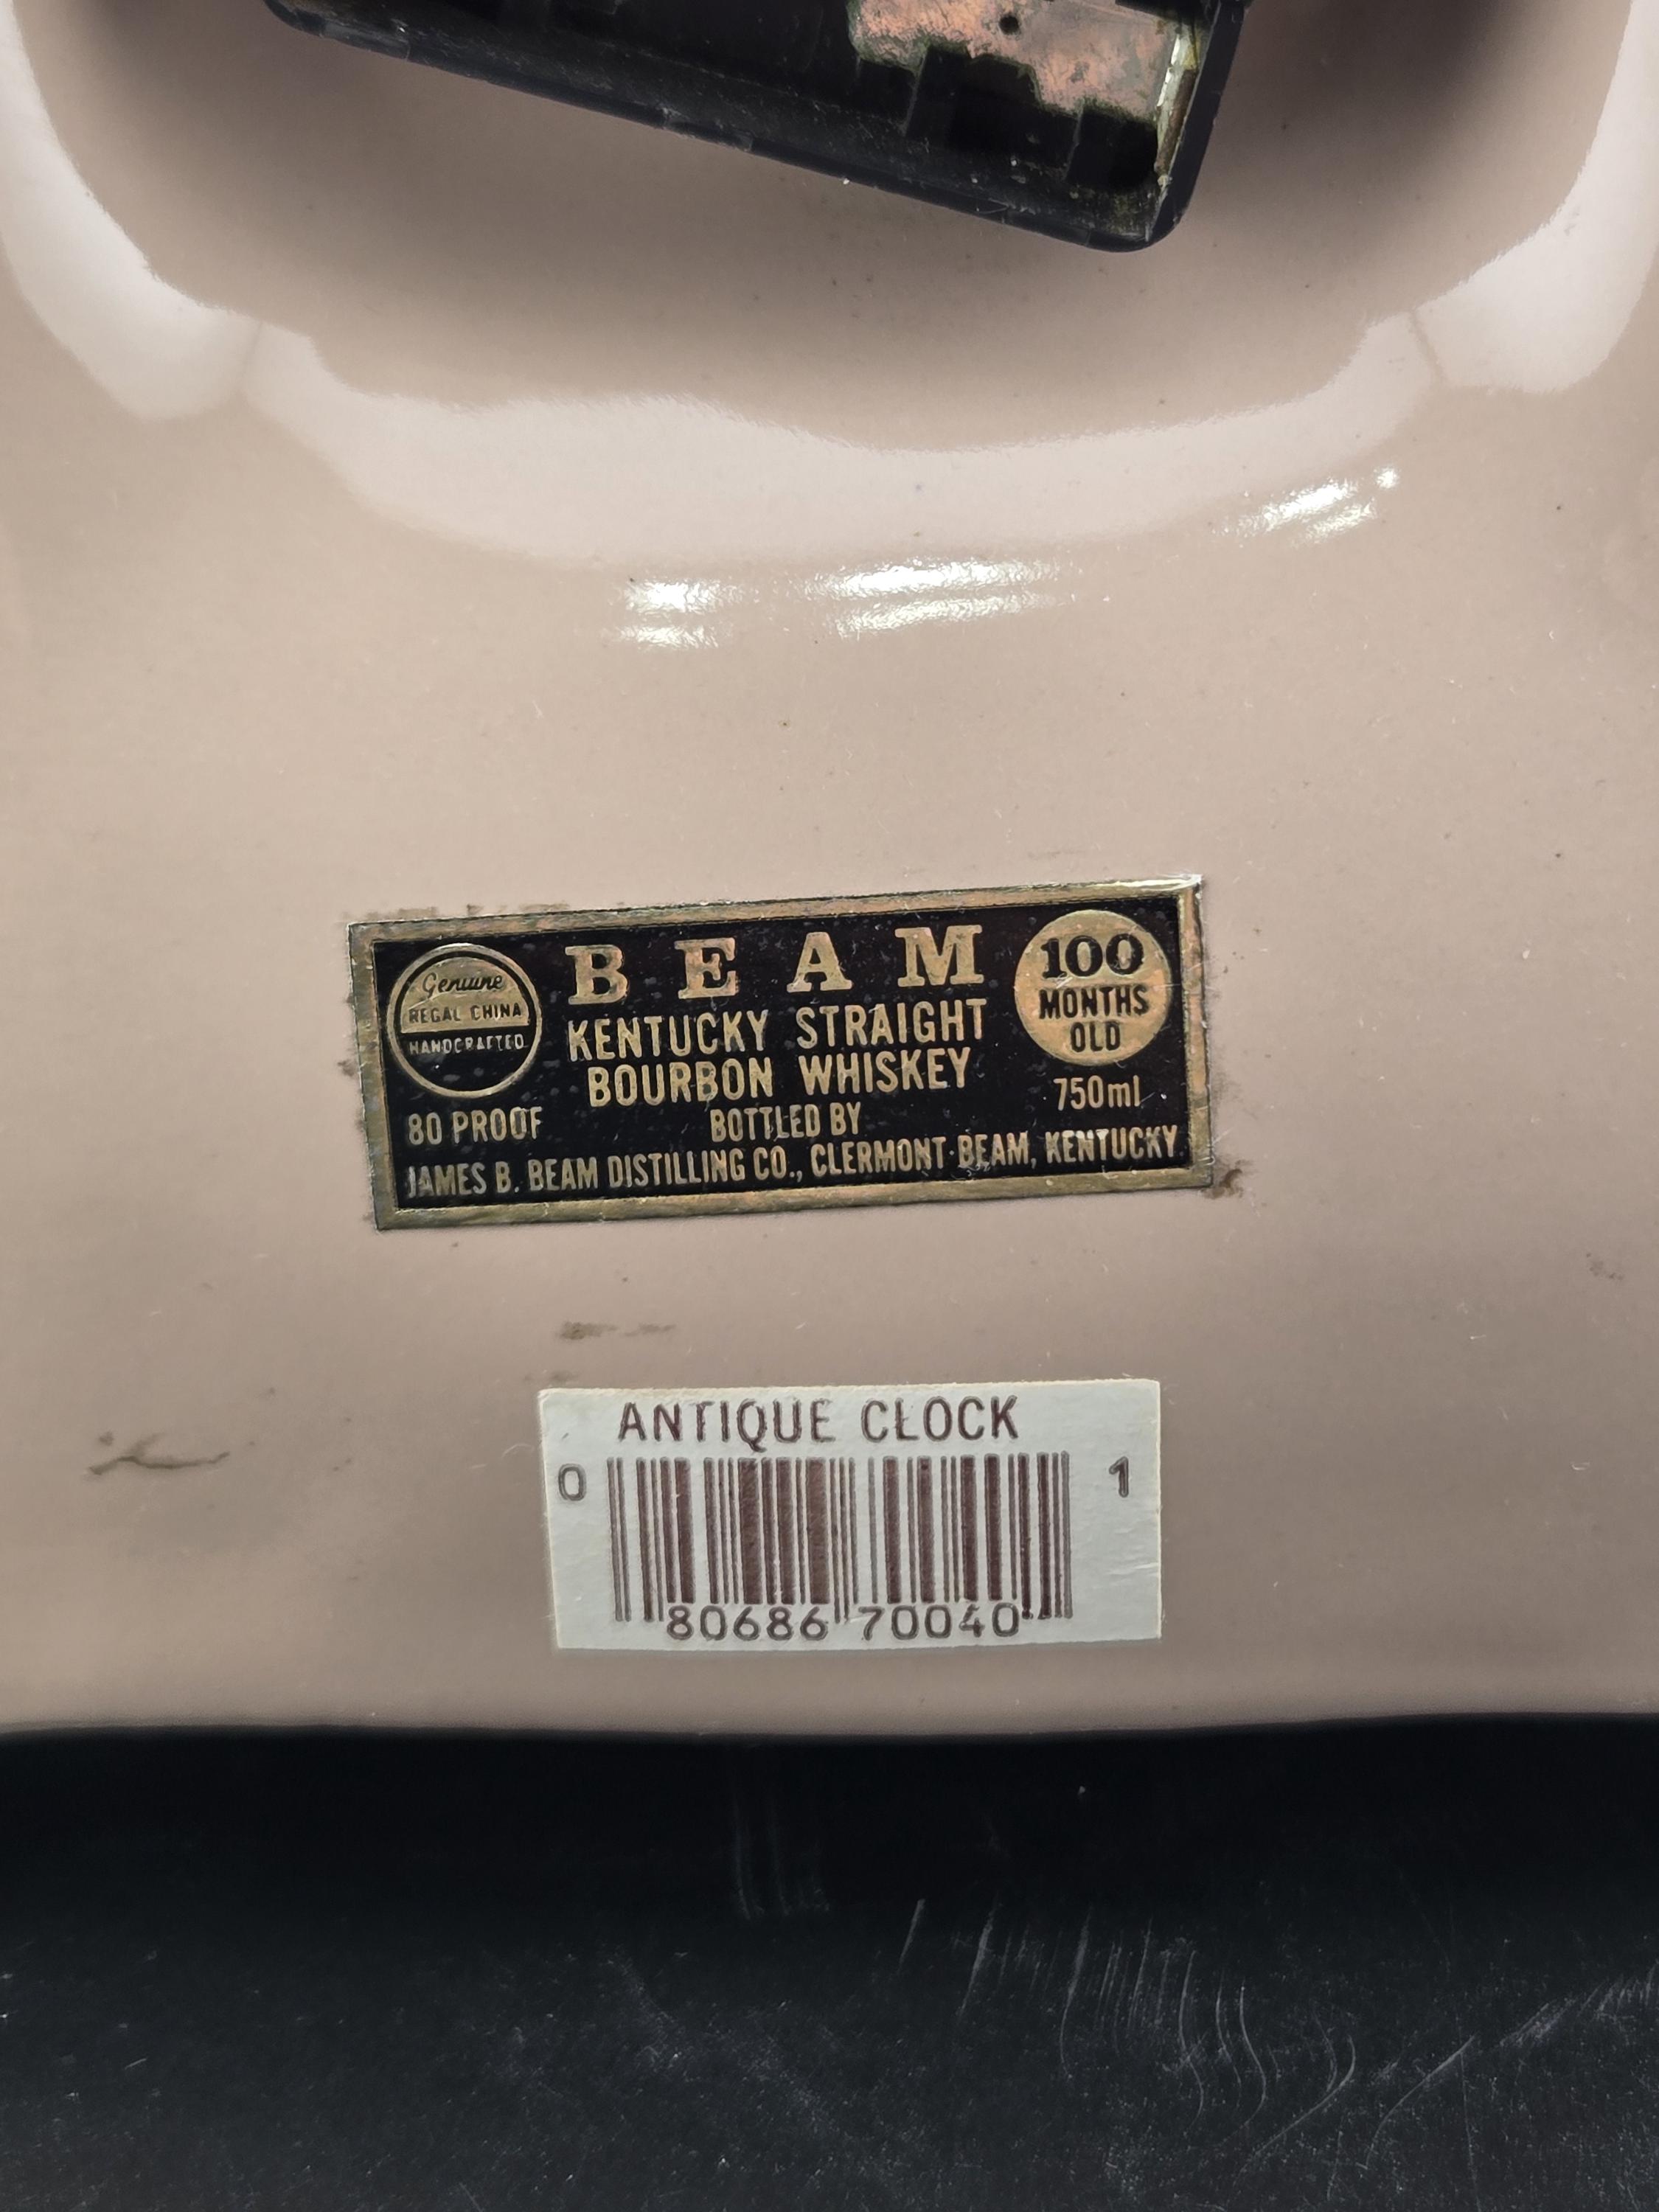 Genuine
REGAL CHINA
HANDCRAFTED
BEAM
KENTUCKY STRAIGHT
BOURBON WHISKEY
100
MONTHS
OLD
80 PROOF
BOTTLED BY
750ml
JAMES B. BEAM DISTILLING CO., CLERMONT·BEAM, KENTUCKY
ANTIQUE CLOCK
0 80686 70040 1